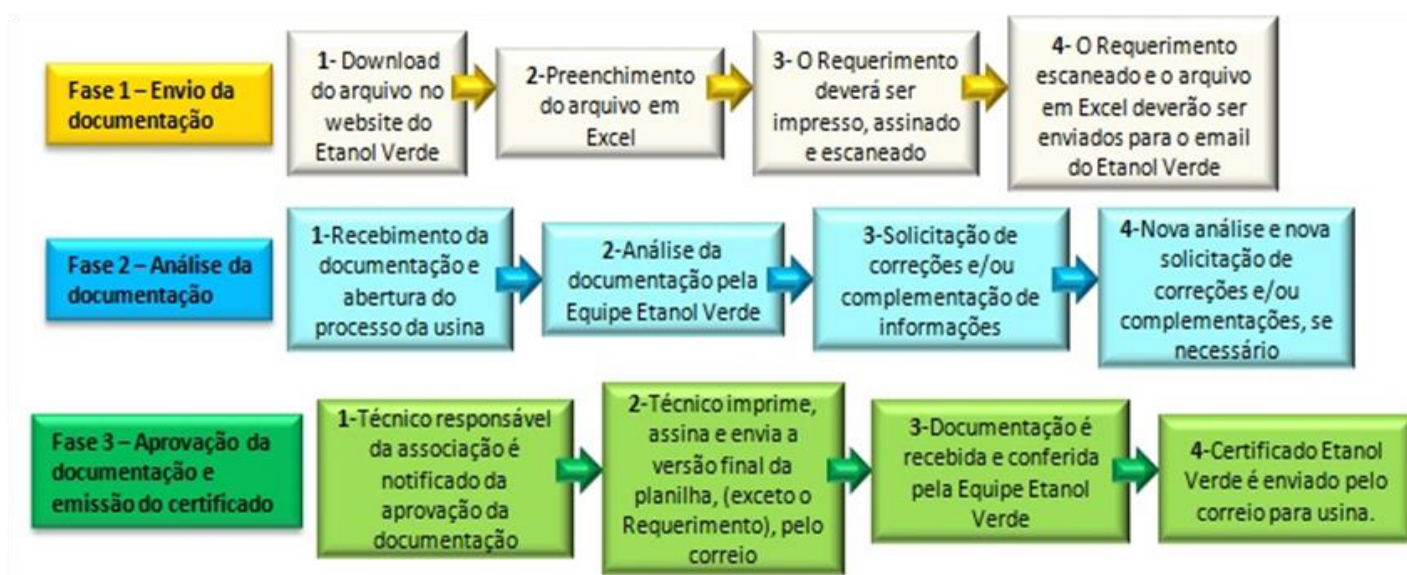 Fase 1 – Envio da
documentação
1- Download
do arquivo no
website do
Etanol Verde
2-Preenchimento
do arquivo em
Excel
3- O Requerimento
deverá ser
impresso, assinado
e escaneado
4- O Requerimento
escaneado e o arquivo
em Excel deverão ser
enviados para o email
do Etanol Verde
Fase 2 – Análise da
documentação
1-Recebimento da
documentação e
abertura do
processo da usina
2-Análise da
documentação pela
Equipe Etanol Verde
3-Solicitação de
correções e/ou
complementação de
informações
4-Nova análise e nova
solicitação de
correções e/ou
complementações, se
necessário
Fase 3 – Aprovação da
documentação e
emissão do certificado
1-Técnico responsável
da associação é
notificado da
aprovação da
documentação
2-Técnico imprime,
assina e envia a
versão final da
planilha, (exceto o
Requerimento), pelo
correio
3-Documentação é
recebida e conferida
pela Equipe Etanol
Verde
4-Certificado Etanol
Verde é enviado pelo
correio para usina.